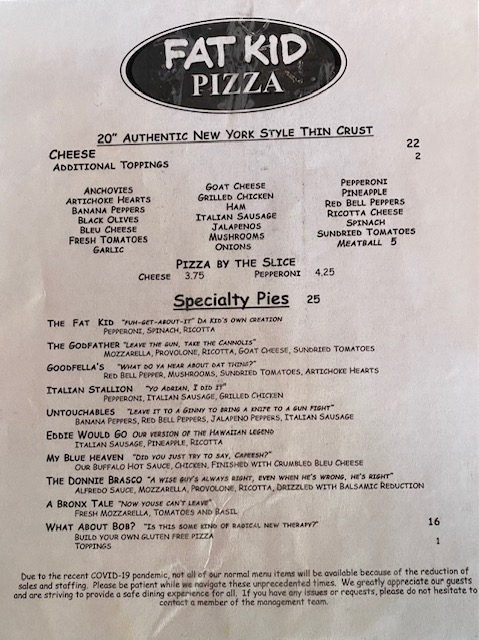 FAT KID
PIZZA
20" AUTHENTIC NEW YORK STYLE THIN CRUST
CHEESE 22
ADDITIONAL TOPPINGS 2
ANCHOVIES GOAT CHEESE PEPPERONI
ARTICHOKE HEARTS GRILLED CHICKEN PINEAPPLE
BANANA PEPPERS HAM RED BELL PEPPERS
BLACK OLIVES ITALIAN SAUSAGE RICOTTA CHEESE
BLEU CHEESE JALAPENOS SPINACH
FRESH TOMATOES MUSHROOMS SUNDRIED TOMATOES
GARLIC ONIONS MEATBALL 5
PIZZA BY THE SLICE
CHEESE 3.75 PEPPERONI 4.25
Specialty Pies 25
THE FAT KID "FUH-GET-ABOUT-IT" DA KID'S OWN CREATION
PEPPERONI, SPINACH, RICOTTA
THE GODFATHER "LEAVE THE GUN, TAKE THE CANNOLIS"
MOZZARELLA, PROVOLONE, RICOTTA, GOAT CHEESE, SUNDRIED TOMATOES
GOODFELLA'S "WHAT DO YA HEAR ABOUT DAT THING?"
RED BELL PEPPER, MUSHROOMS, SUNDRIED TOMATOES, ARTICHOKE HEARTS
ITALIAN STALLION "YO ADRIAN, I DID IT"
PEPPERONI, ITALIAN SAUSAGE, GRILLED CHICKEN
UNTOUCHABLES "LEAVE IT TO A GINNY TO BRING A KNIFE TO A GUN FIGHT"
BANANA PEPPERS, RED BELL PEPPERS, JALAPENO PEPPERS, ITALIAN SAUSAGE
EDDIE WOULD GO OUR VERSION OF THE HAWAIIAN LEGEND
ITALIAN SAUSAGE, PINEAPPLE, RICOTTA
MY BLUE HEAVEN "DID YOU JUST TRY TO SAY, CAPEESH?"
OUR BUFFALO HOT SAUCE, CHICKEN, FINISHED WITH CRUMBLED BLEU CHEESE
THE DONNIE BRASCO "A WISE GUY'S ALWAYS RIGHT, EVEN WHEN HE'S WRONG, HE'S RIGHT"
ALFREDO SAUCE, MOZZARELLA, PROVOLONE, RICOTTA, DRIZZLED WITH BALSAMIC REDUCTION
A BRONX TALE "NOW YOUSE CAN'T LEAVE"
FRESH MOZZARELLA, TOMATOES AND BASIL
WHAT ABOUT BOB? "IS THIS SOME KIND OF RADICAL NEW THERAPY?" 16
BUILD YOUR OWN GLUTEN FREE PIZZA
TOPPINGS 1
Due to the recent COVID-19 pandemic, not all of our normal menu items will be available because of the reduction of
sales and staffing. Please be patient while we navigate these unprecedented times. We greatly appreciate our guests
and are striving to provide a safe dining experience for all. If you have any issues or requests, please do not hesitate to
contact a member of the management team.